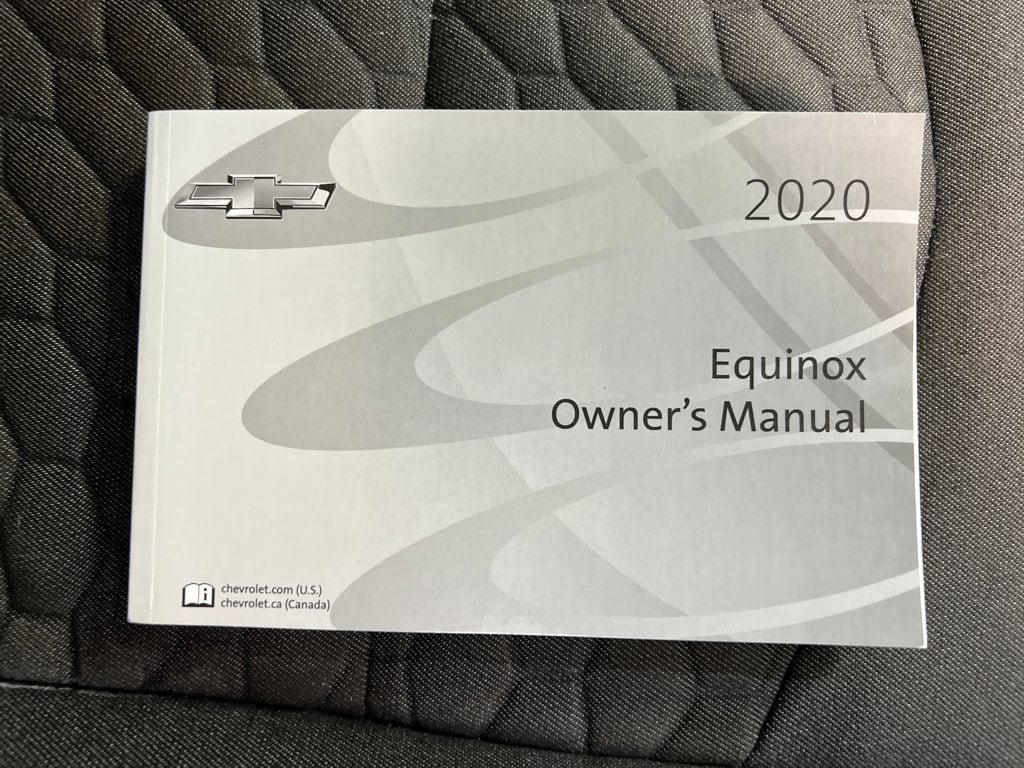 2020
Equinox
Owner's Manual
chevrolet.com (U.S.)
chevrolet.ca (Canada)